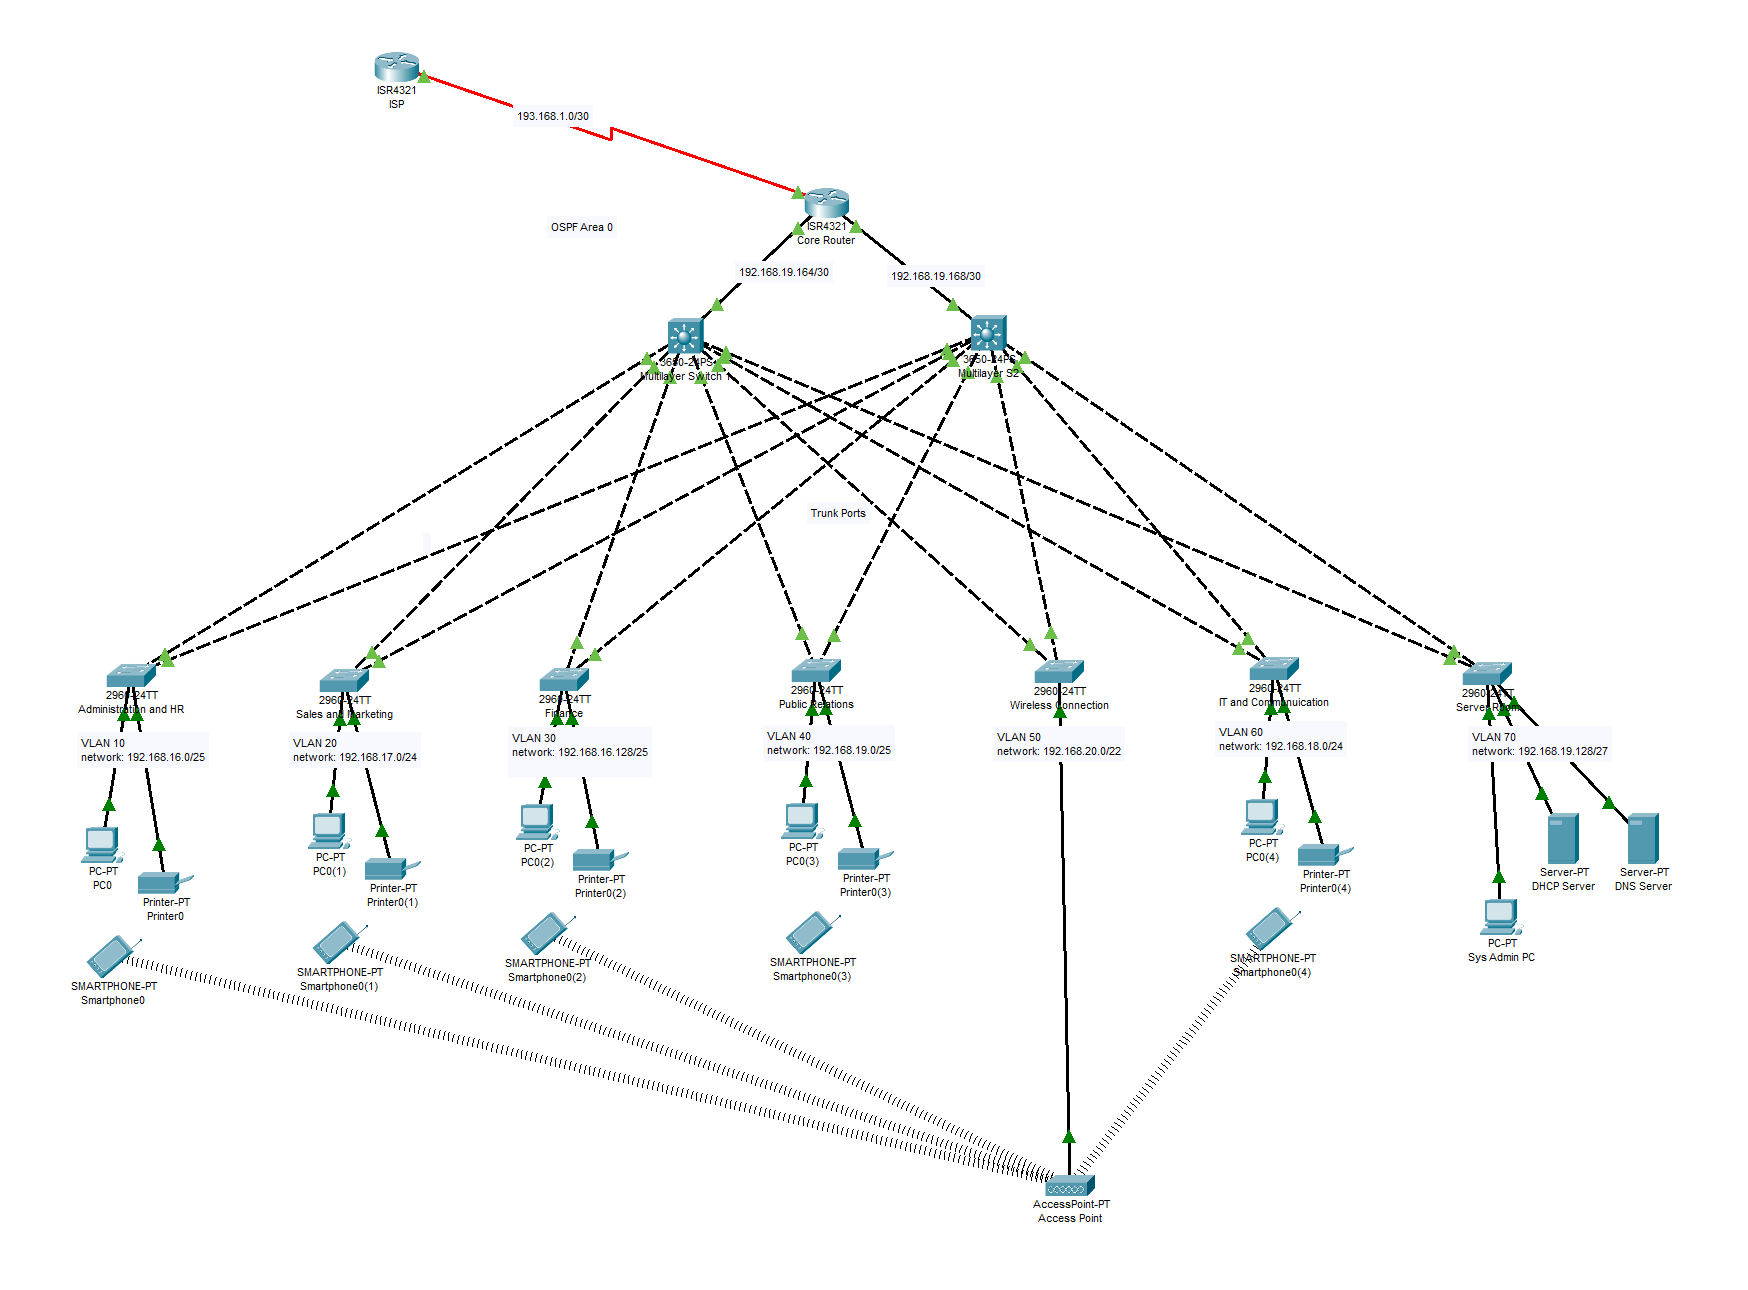 ISR4321
ISP
193.168.1.0/30
ISR4321
Core Router
OSPF Area 0
192.168.19.164/30
192.168.19.168/30
3650-24PS
Multilayer Switch 1
3650-24PS
Multilayer S2
Trunk Ports
2960-24TT
Administration and HR
2960-24TT
Sales and Marketing
2960-24TT
Finance
2960-24TT
Public Relations
2960-24TT
Wireless Connection
2960-24TT
IT and Commnuication
2960-24TT
Server Room
VLAN 10
network: 192.168.16.0/25
VLAN 20
network: 192.168.17.0/24
VLAN 30
network: 192.168.16.128/25
VLAN 40
network: 192.168.19.0/25
VLAN 50
network: 192.168.20.0/22
VLAN 60
network: 192.168.18.0/24
VLAN 70
network: 192.168.19.128/27
PC-PT
PC0
Printer-PT
Printer0
PC-PT
PC0(1)
Printer-PT
Printer0(1)
PC-PT
PC0(2)
Printer-PT
Printer0(2)
PC-PT
PC0(3)
Printer-PT
Printer0(3)
PC-PT
PC0(4)
Printer-PT
Printer0(4)
Server-PT
DHCP Server
Server-PT
DNS Server
PC-PT
Sys Admin PC
SMARTPHONE-PT
Smartphone0
SMARTPHONE-PT
Smartphone0(1)
SMARTPHONE-PT
Smartphone0(2)
SMARTPHONE-PT
Smartphone0(3)
SMARTPHONE-PT
Smartphone0(4)
AccessPoint-PT
Access Point